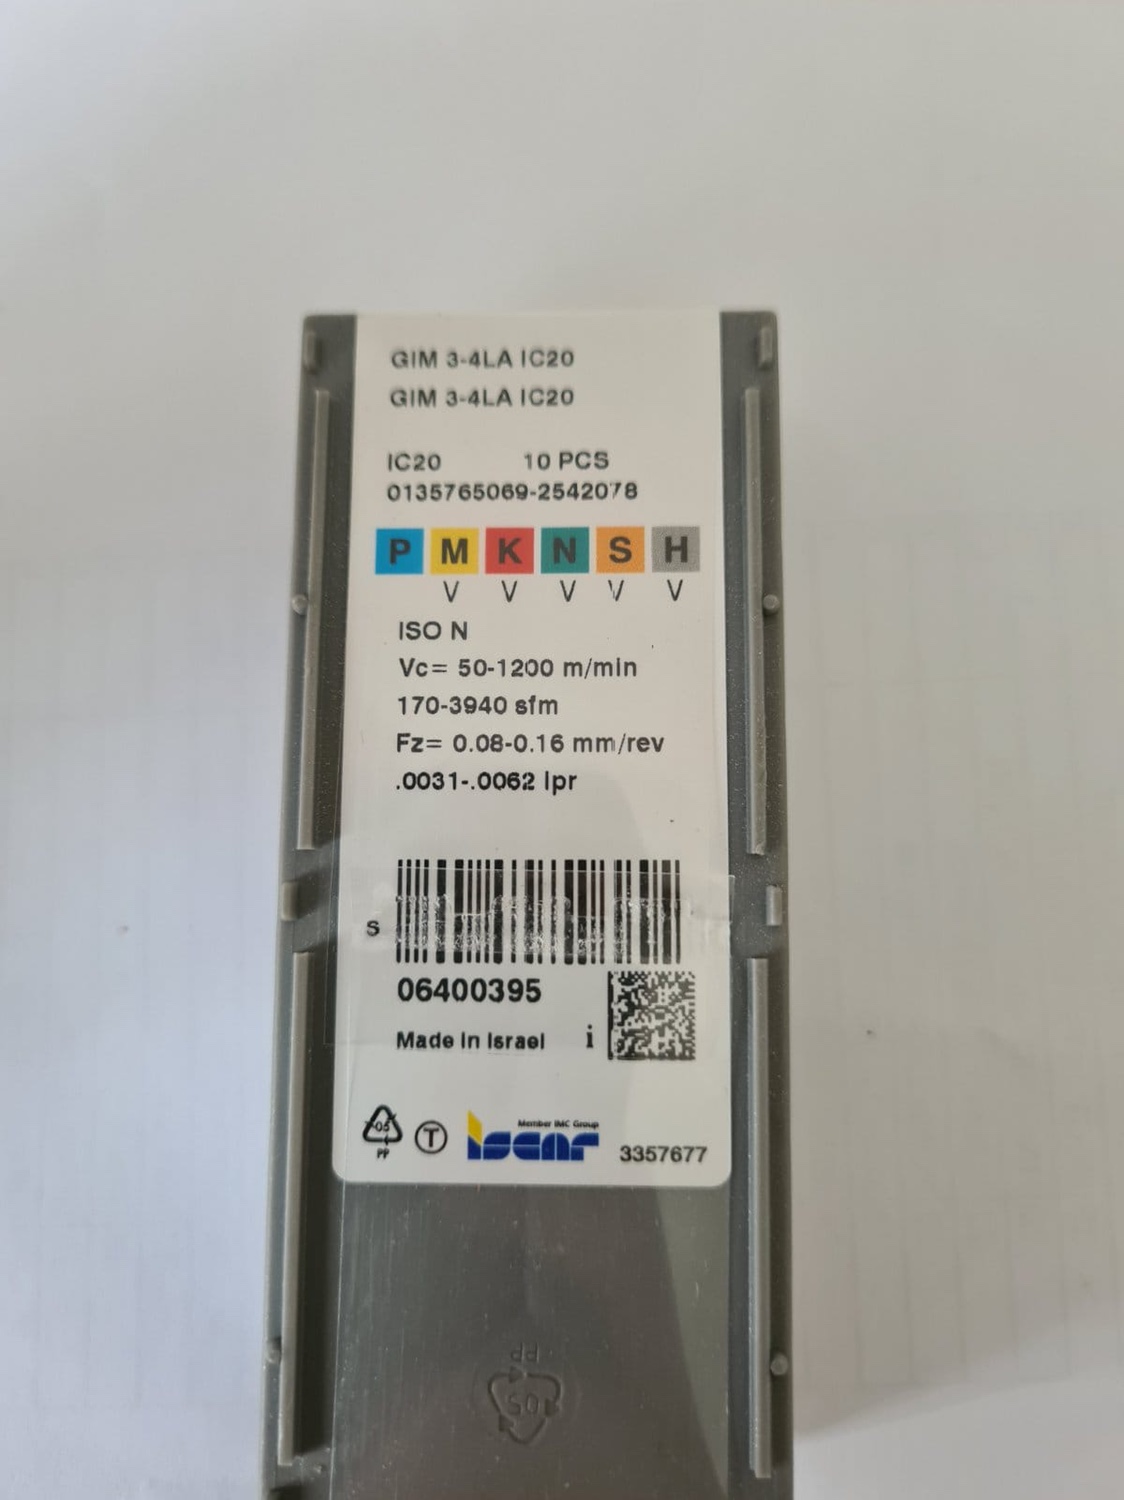 GIM 3-4LA IC20
GIM 3-4LA IC20
IC20 10 PCS
0135765069-2542078
P M K N S H
V V V V V
ISO N
Vc= 50-1200 m/min
170-3940 sfm
Fz= 0.08-0.16 mm/rev
.0031-.0062 Ipr
S
06400395
Made in Israel i
05
PP
T
Member IMC Group
iscar
3357677
PP
05